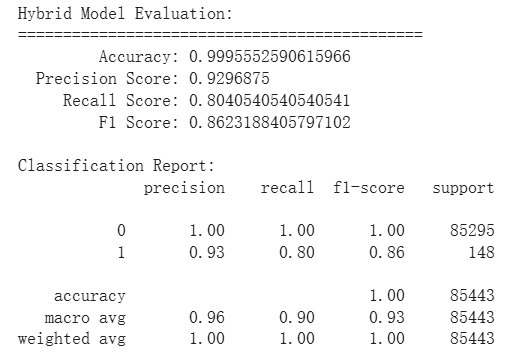 Hybrid Model Evaluation:
=============================================
Accuracy: 0.9995552590615966
Precision Score: 0.9296875
Recall Score: 0.8040540540540541
F1 Score: 0.8623188405797102
Classification Report:
precision recall f1-score support
0 1.00 1.00 1.00 85295
1 0.93 0.80 0.86 148
accuracy 1.00 85443
macro avg 0.96 0.90 0.93 85443
weighted avg 1.00 1.00 1.00 85443